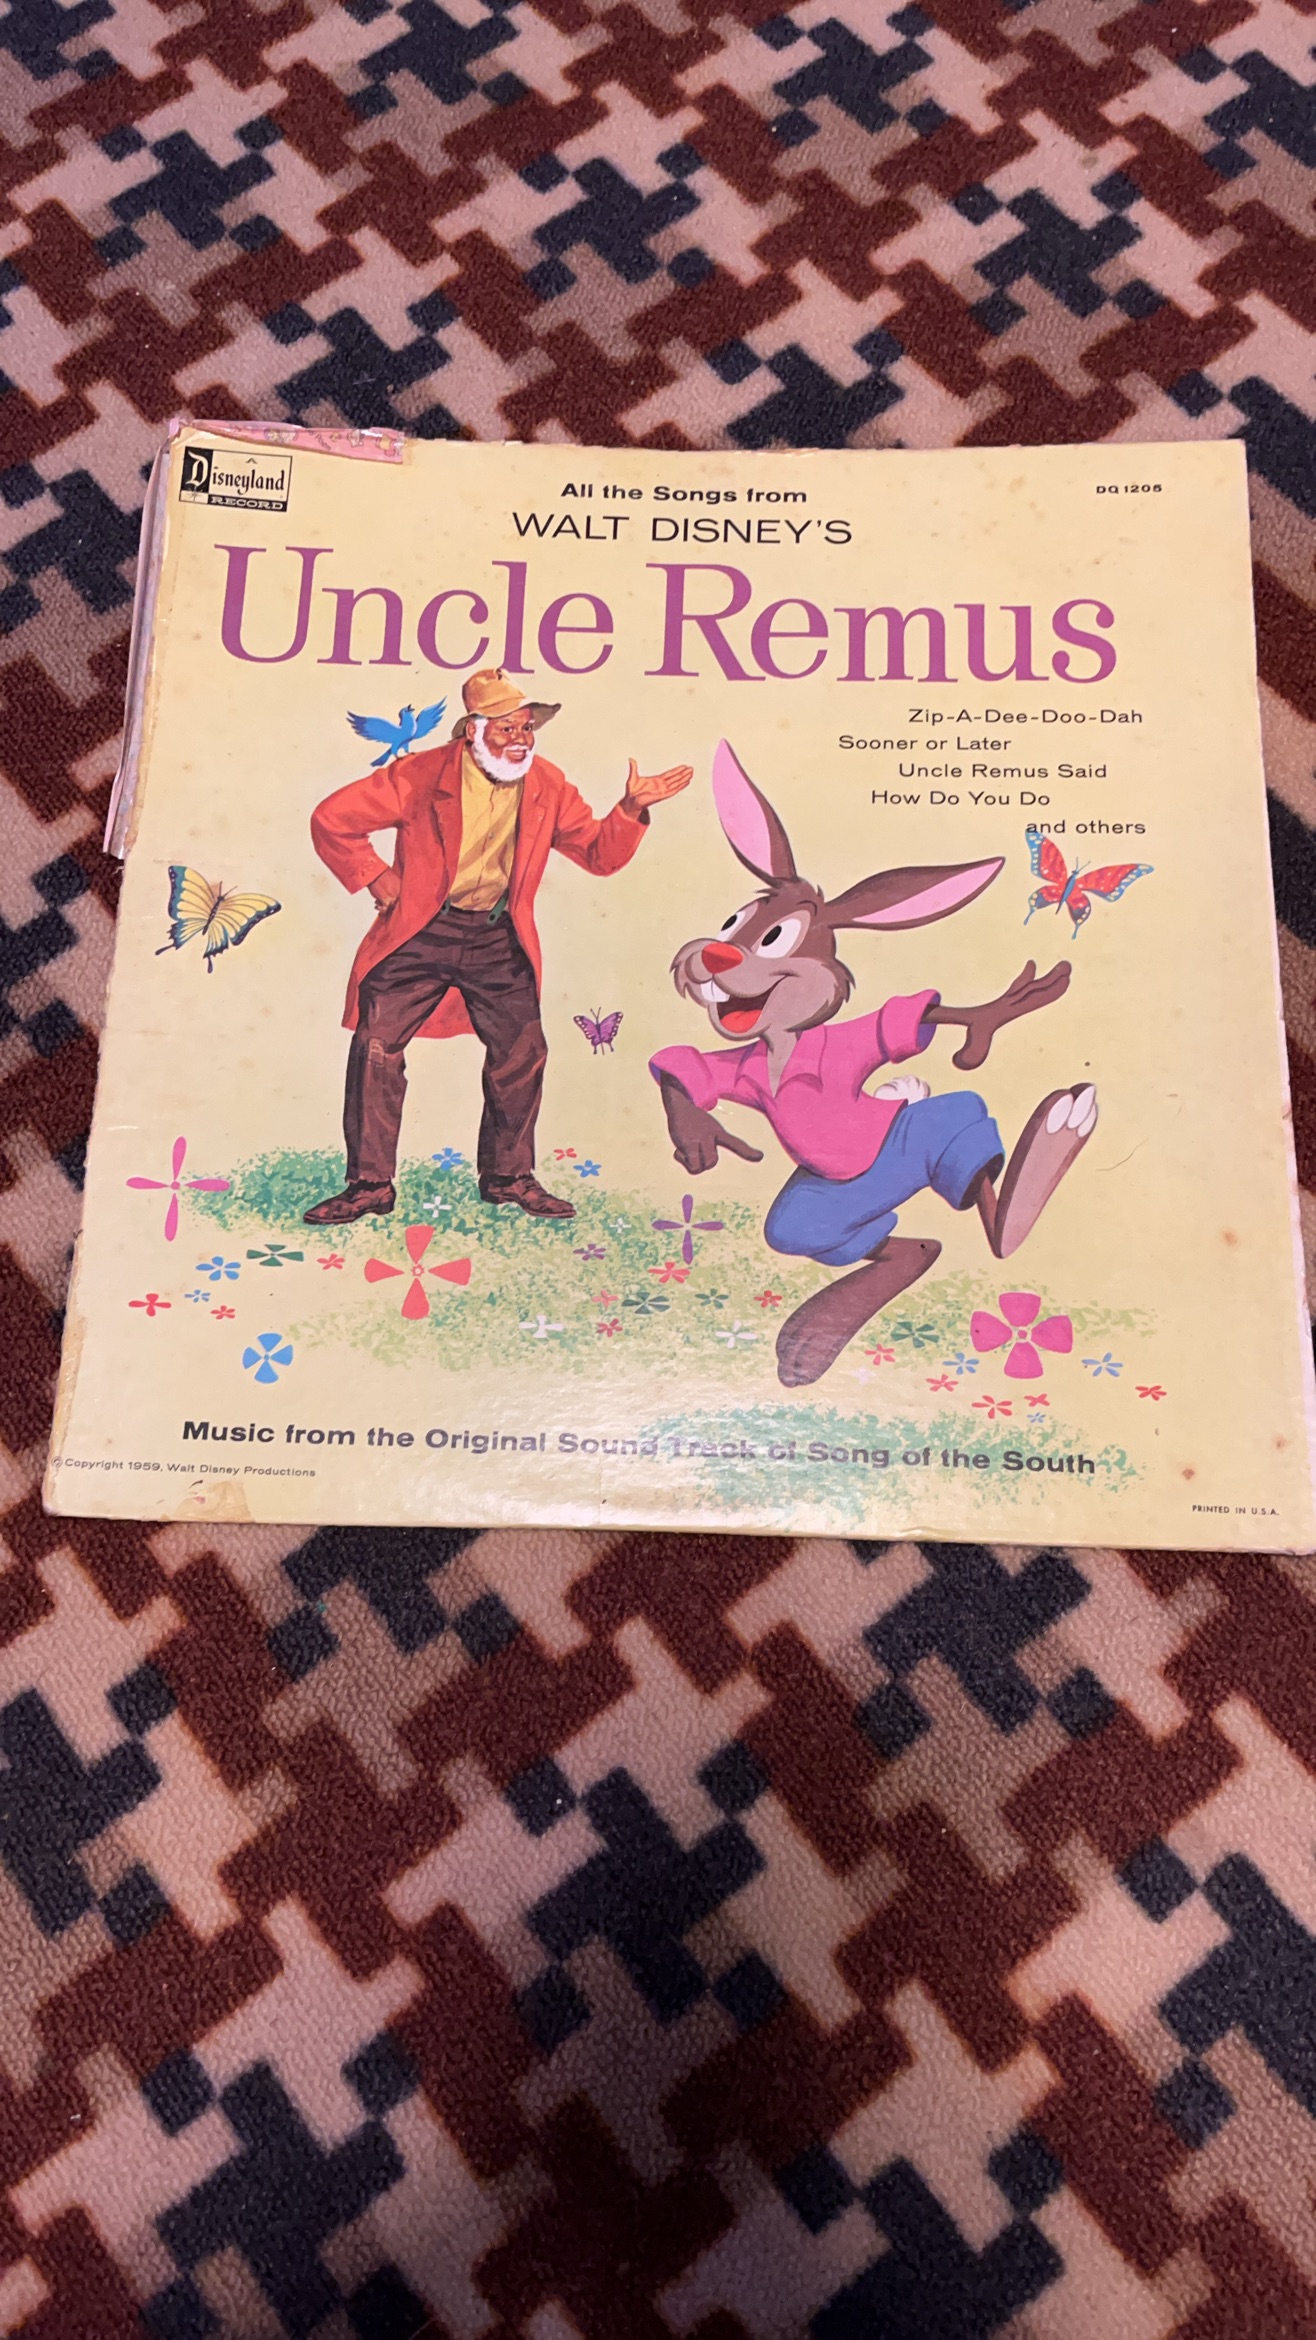 Disneyland
RECORD
All the Songs from
DQ 1205
WALT DISNEY'S
Uncle Remus
Zip-A-Dee-Doo-Dah
Sooner or Later
Uncle Remus Said
How Do You Do
and others
Music from the Original Sound Track of Song of the South
© Copyright 1959, Walt Disney Productions
PRINTED IN U.S.A.